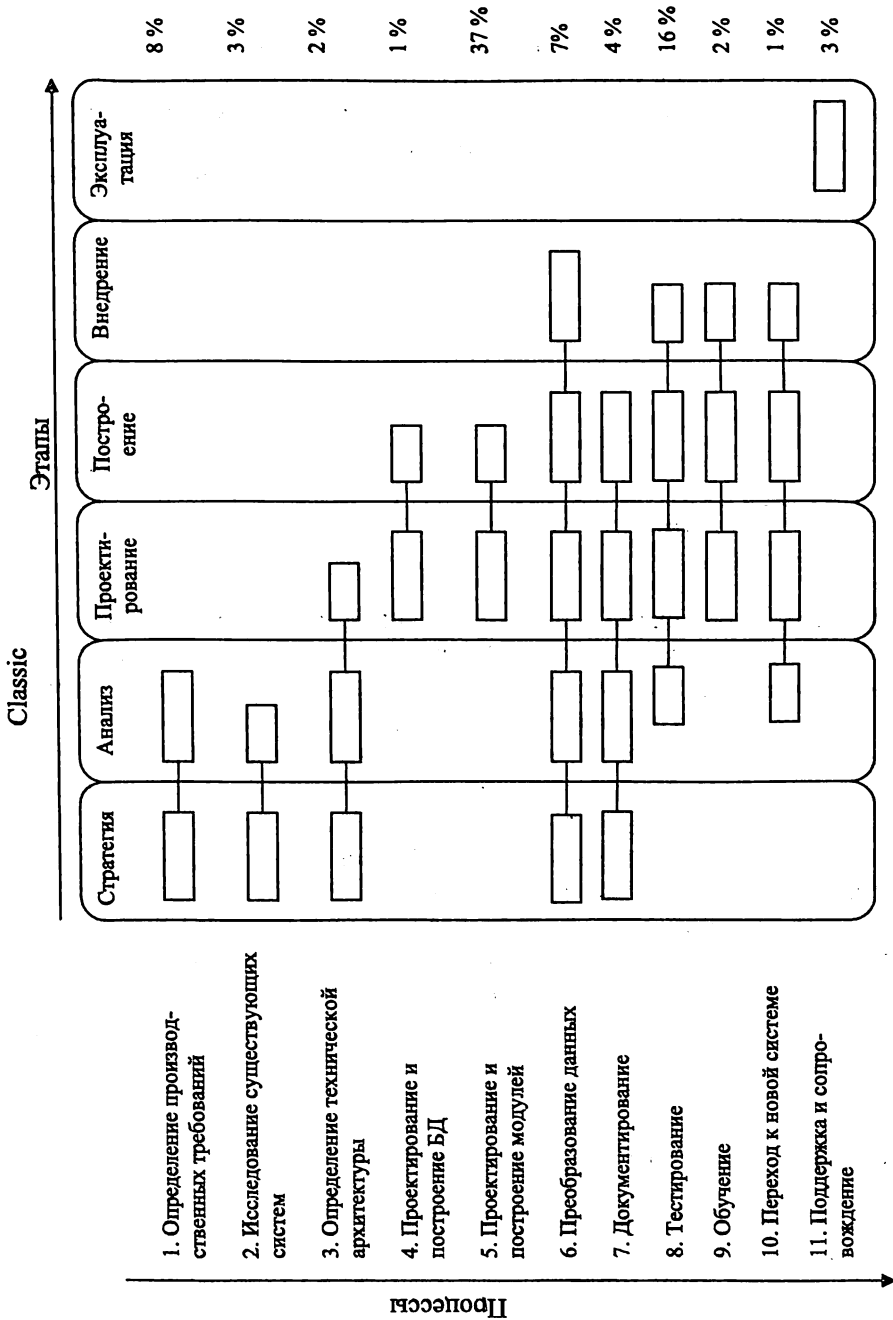 Classic
Этапы
Стратегия
Анализ
Проекти-
рование
Постро-
ение
Внедрение
Эксплуа-
тация
Процессы
1. Определение производ-
ственных требований
8 %
2. Исследование существующих
систем
3 %
3. Определение технической
архитектуры
2 %
4. Проектирование и
построение БД
1 %
5. Проектирование и
построение модулей
37 %
6. Преобразование данных
7%
7. Документирование
4 %
8. Тестирование
16 %
9. Обучение
2 %
10. Переход к новой системе
1 %
11. Поддержка и сопро-
вождение
3 %